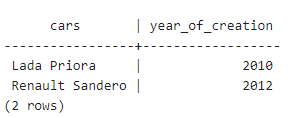 cars | year_of_creation
----------------+------------------
Lada Priora | 2010
Renault Sandero | 2012
(2 rows)